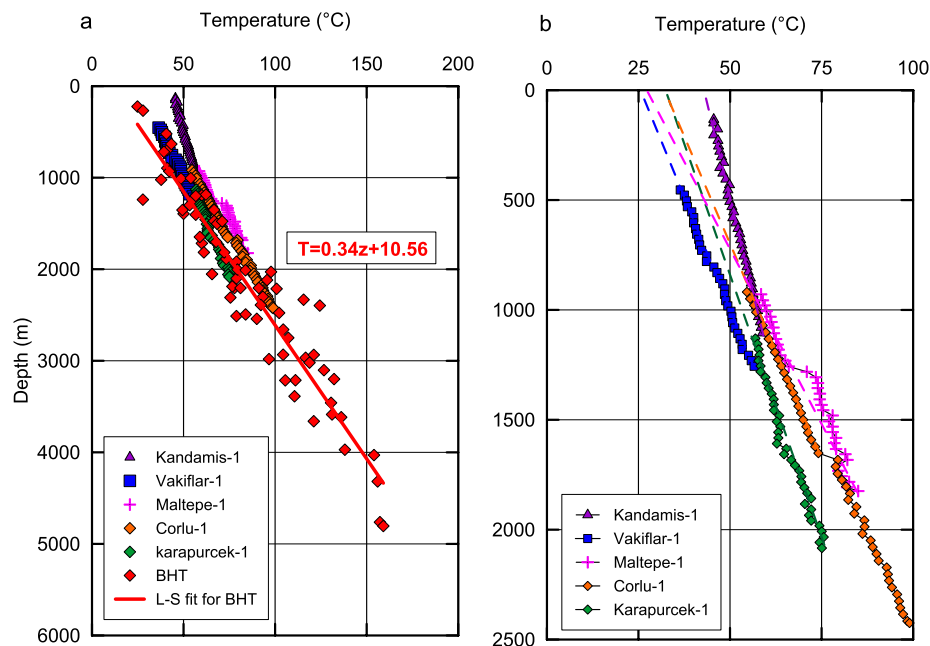 a
Temperature (°C)
0 50 100 150 200
0
1000
2000
3000
4000
5000
6000
Depth (m)
T=0.34z+10.56
Kandamis-1
Vakiflar-1
Maltepe-1
Corlu-1
karapurcek-1
BHT
L-S fit for BHT
b
Temperature (°C)
0 25 50 75 100
0
500
1000
1500
2000
2500
Kandamis-1
Vakiflar-1
Maltepe-1
Corlu-1
Karapurcek-1